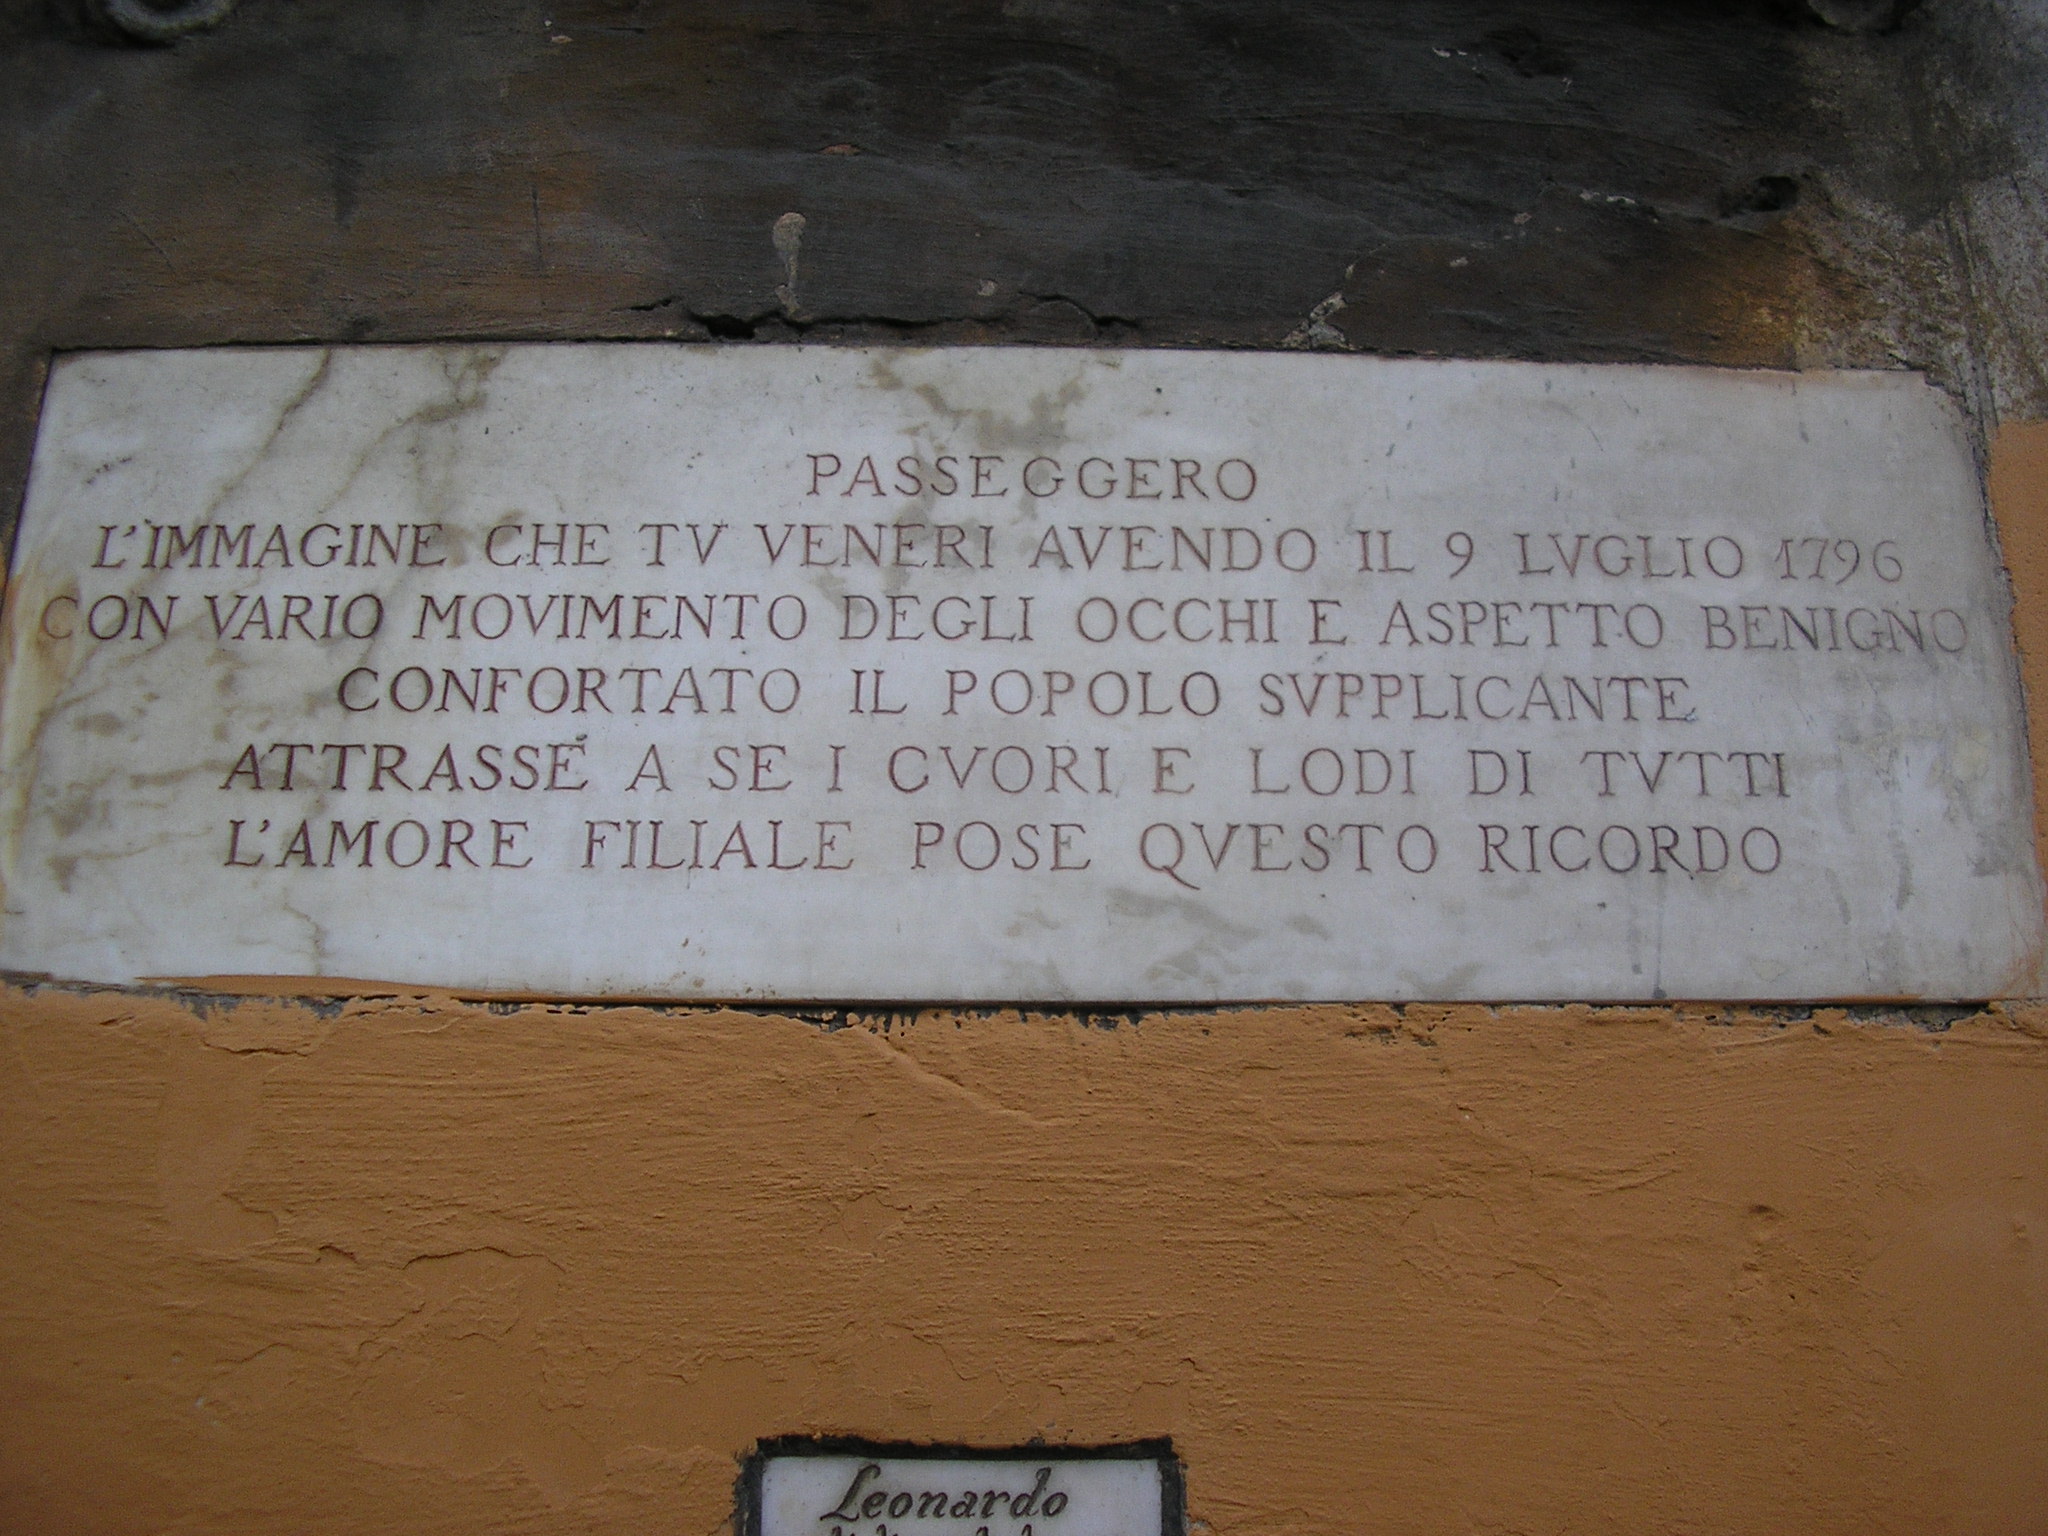 PASSEGGERO
L'IMMAGINE CHE TV VENERI AVENDO IL 9 LVGLIO 1796
CON VARIO MOVIMENTO DEGLI OCCHI E ASPETTO BENIGNO
CONFORTATO IL POPOLO SVPPLICANTE
ATTRASSE A SE I CVORI E LODI DI TVTTI
L'AMORE FILIALE POSE QVESTO RICORDO
Leonardo